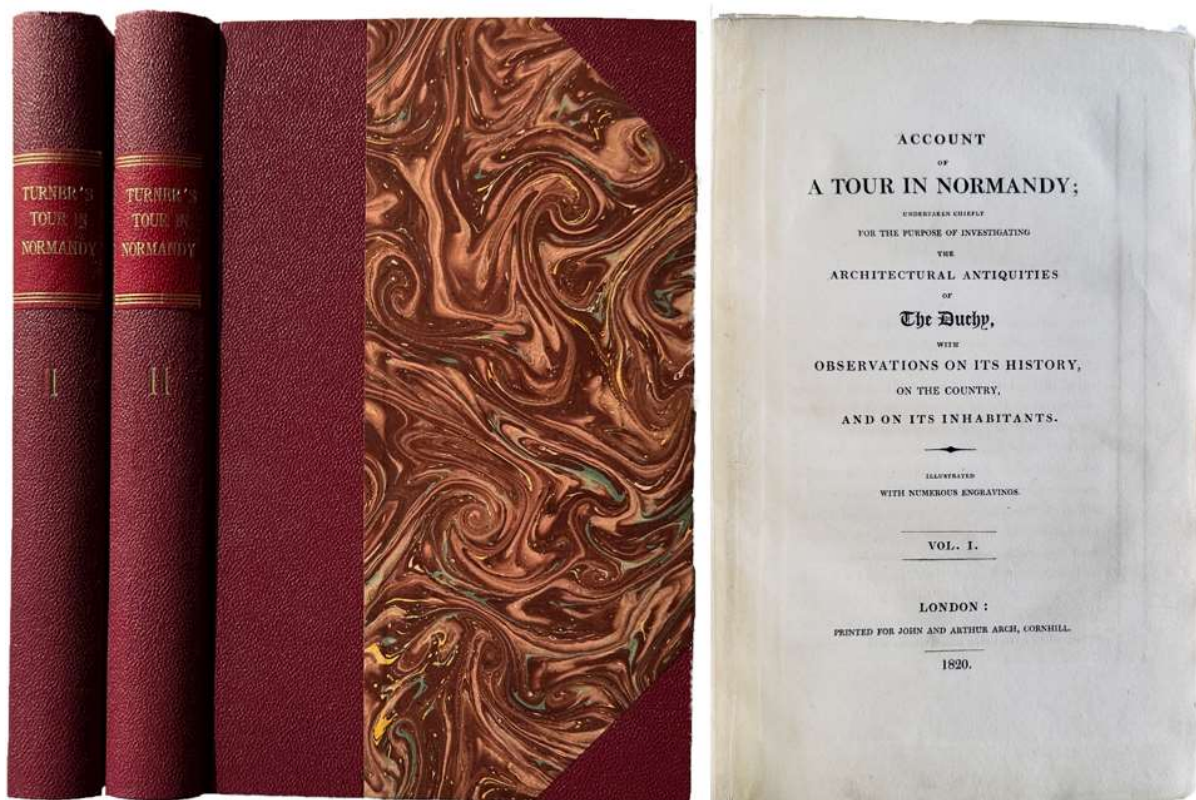 TURNER'S
TOUR IN
NORMANDY
I
TURNER'S
TOUR IN
NORMANDY
II
ACCOUNT
OF
A TOUR IN NORMANDY;
UNDERTAKEN CHIEFLY
FOR THE PURPOSE OF INVESTIGATING
THE
ARCHITECTURAL ANTIQUITIES
OF
The Duchy,
WITH
OBSERVATIONS ON ITS HISTORY,
ON THE COUNTRY,
AND ON ITS INHABITANTS.
ILLUSTRATED
WITH NUMEROUS ENGRAVINGS.
VOL. I.
LONDON:
PRINTED FOR JOHN AND ARTHUR ARCH, CORNHILL.
1820.